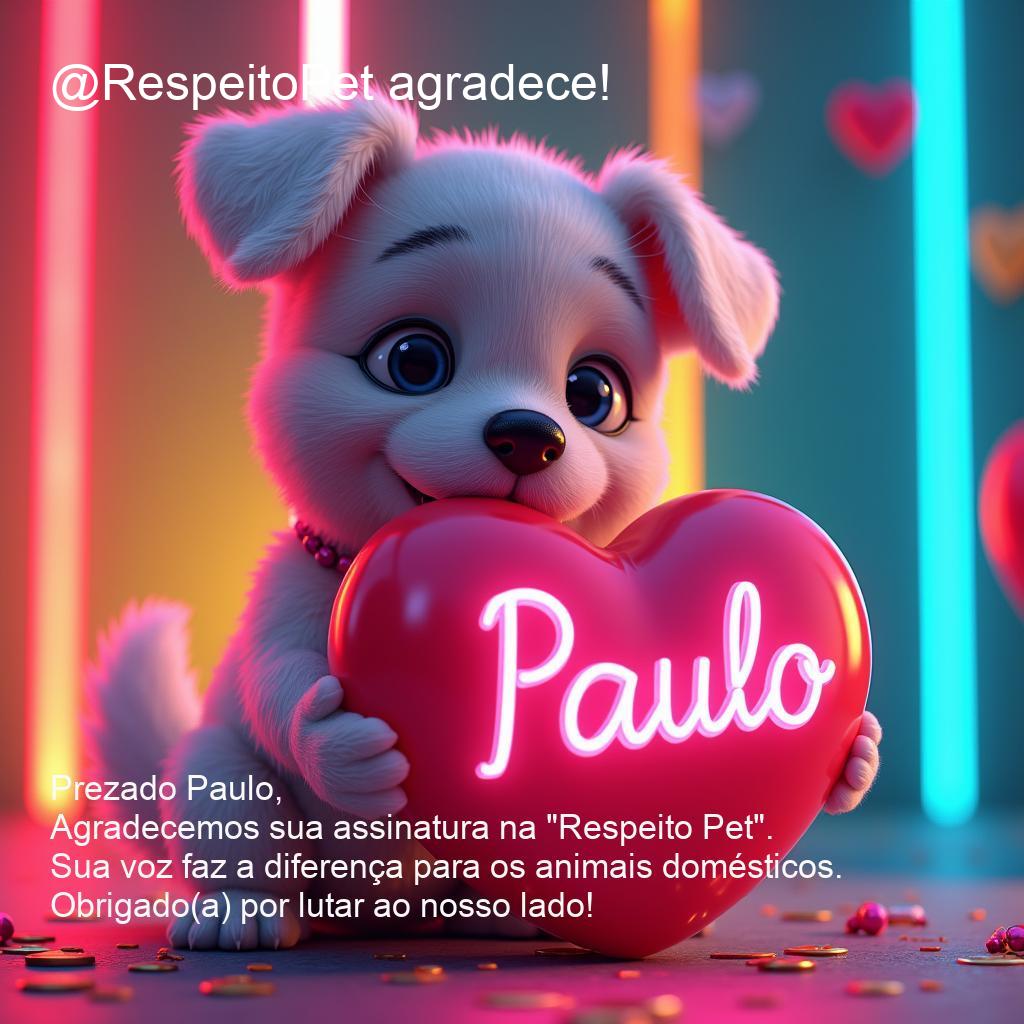 @RespeitoPet agradece!
Paulo
Prezado Paulo,
Agradecemos sua assinatura na "Respeito Pet".
Sua voz faz a diferença para os animais domésticos.
Obrigado(a) por lutar ao nosso lado!